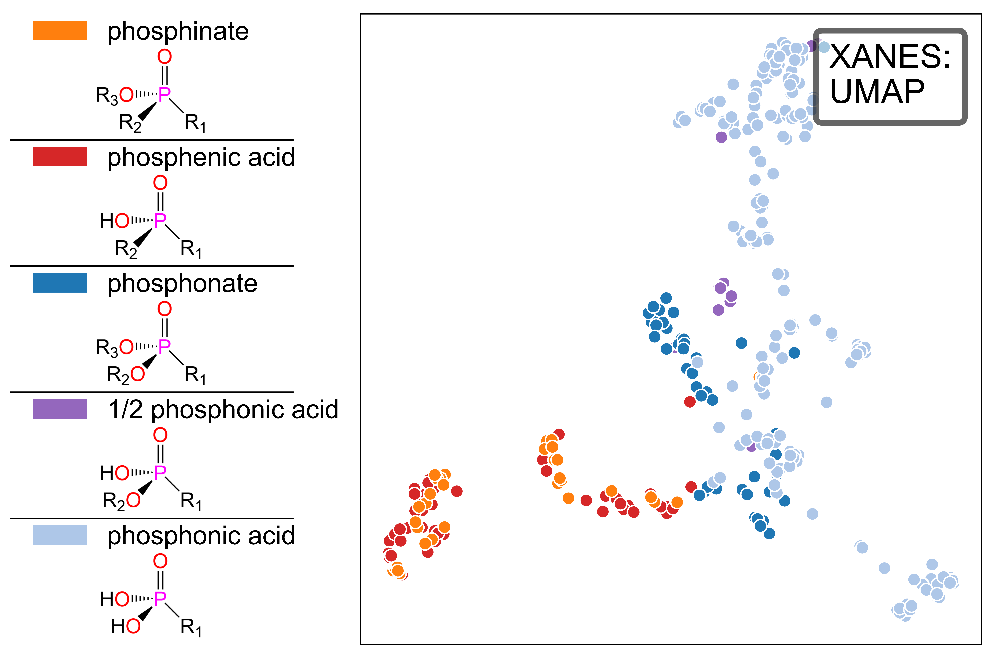 phosphinate
O
R3O P
R2 R1
phosphenic acid
O
HO P
R2 R1
phosphonate
O
R3O P
R2O R1
1/2 phosphonic acid
O
HO P
R2O R1
phosphonic acid
O
HO P
HO R1
XANES:
UMAP